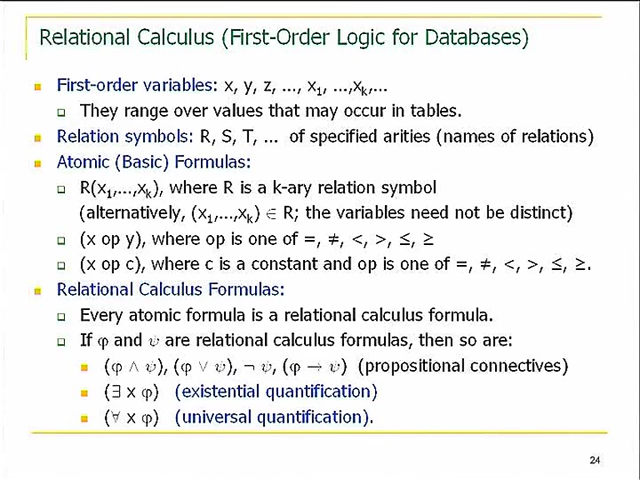 Relational Calculus (First-Order Logic for Databases)
First-order variables: x, y, z, …, x₁, …,xₖ,…
They range over values that may occur in tables.
Relation symbols: R, S, T, … of specified arities (names of relations)
Atomic (Basic) Formulas:
R(x₁,…,xₖ), where R is a k-ary relation symbol
(alternatively, (x₁,…,xₖ) ∈ R; the variables need not be distinct)
(x op y), where op is one of =, ≠, <, >, ≤, ≥
(x op c), where c is a constant and op is one of =, ≠, <, >, ≤, ≥.
Relational Calculus Formulas:
Every atomic formula is a relational calculus formula.
If φ and ψ are relational calculus formulas, then so are:
(φ ∧ ψ), (φ ∨ ψ), ¬ ψ, (φ → ψ) (propositional connectives)
(∃ x φ) (existential quantification)
(∀ x φ) (universal quantification).
24